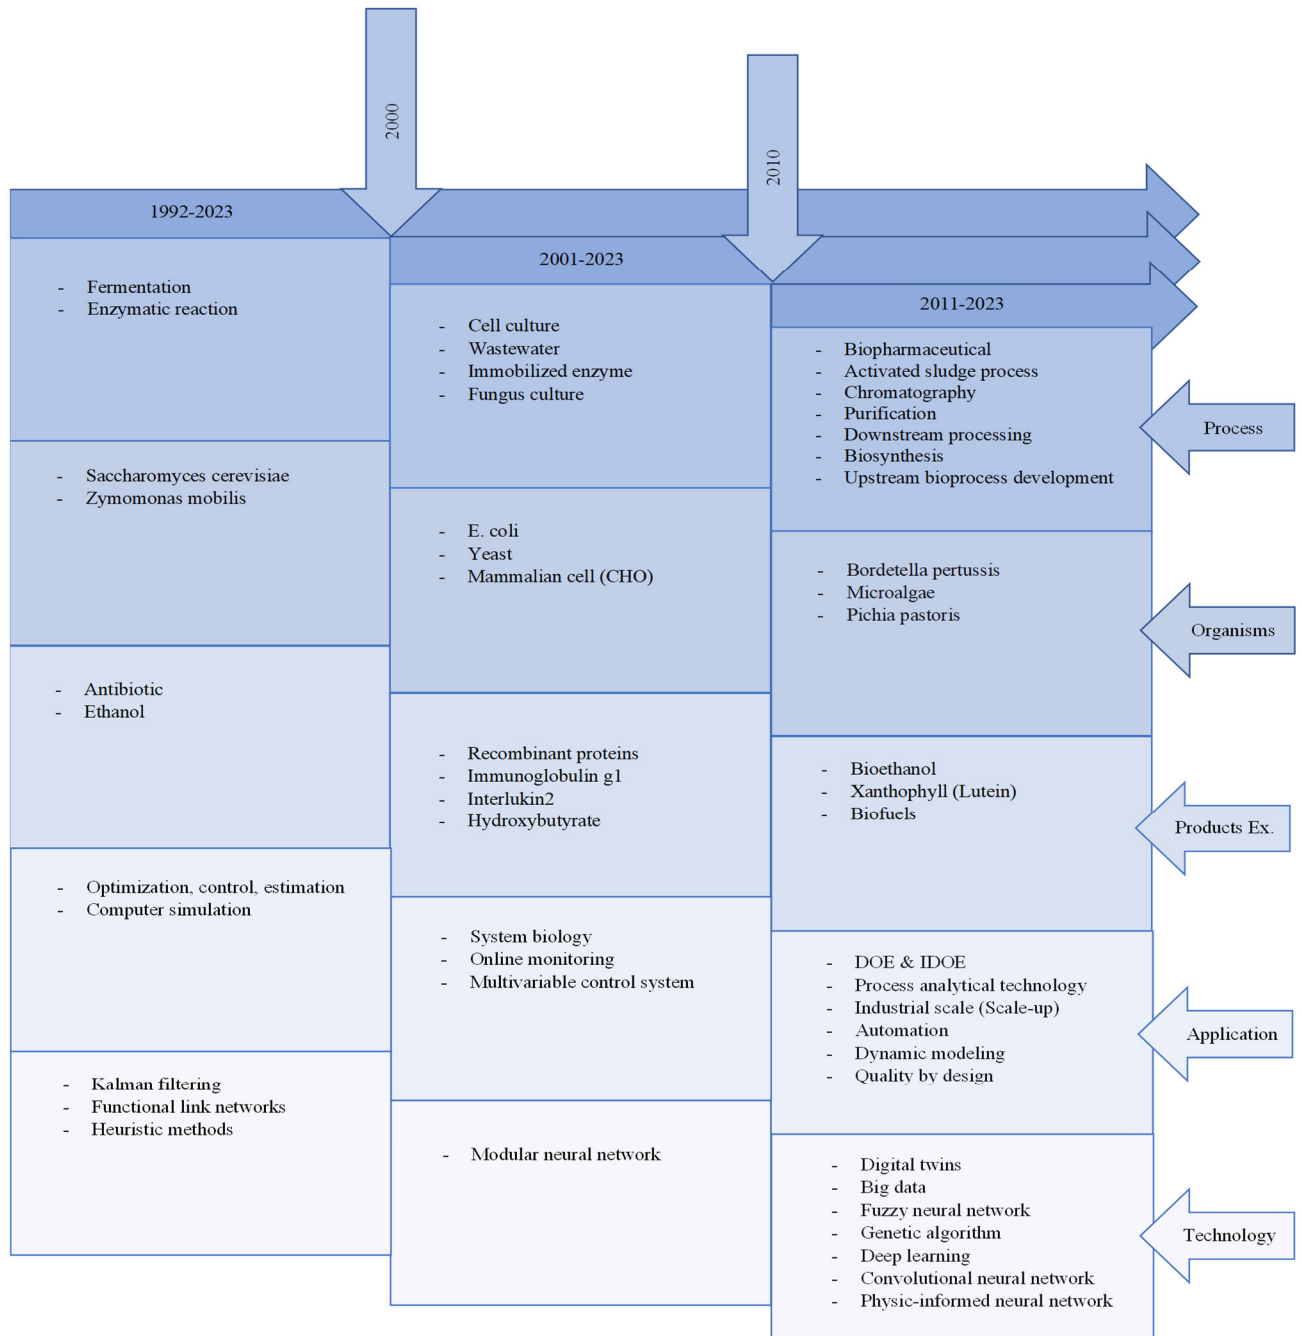 2000
2010
1992-2023
- Fermentation
- Enzymatic reaction
- Saccharomyces cerevisiae
- Zymomonas mobilis
- Antibiotic
- Ethanol
- Optimization, control, estimation
- Computer simulation
- Kalman filtering
- Functional link networks
- Heuristic methods
2001-2023
- Cell culture
- Wastewater
- Immobilized enzyme
- Fungus culture
- E. coli
- Yeast
- Mammalian cell (CHO)
- Recombinant proteins
- Immunoglobulin g1
- Interlukin2
- Hydroxybutyrate
- System biology
- Online monitoring
- Multivariable control system
- Modular neural network
2011-2023
- Biopharmaceutical
- Activated sludge process
- Chromatography
- Purification
- Downstream processing
- Biosynthesis
- Upstream bioprocess development
- Bordetella pertussis
- Microalgae
- Pichia pastoris
- Bioethanol
- Xanthophyll (Lutein)
- Biofuels
- DOE & IDOE
- Process analytical technology
- Industrial scale (Scale-up)
- Automation
- Dynamic modeling
- Quality by design
- Digital twins
- Big data
- Fuzzy neural network
- Genetic algorithm
- Deep learning
- Convolutional neural network
- Physic-informed neural network
Process
Organisms
Products Ex.
Application
Technology